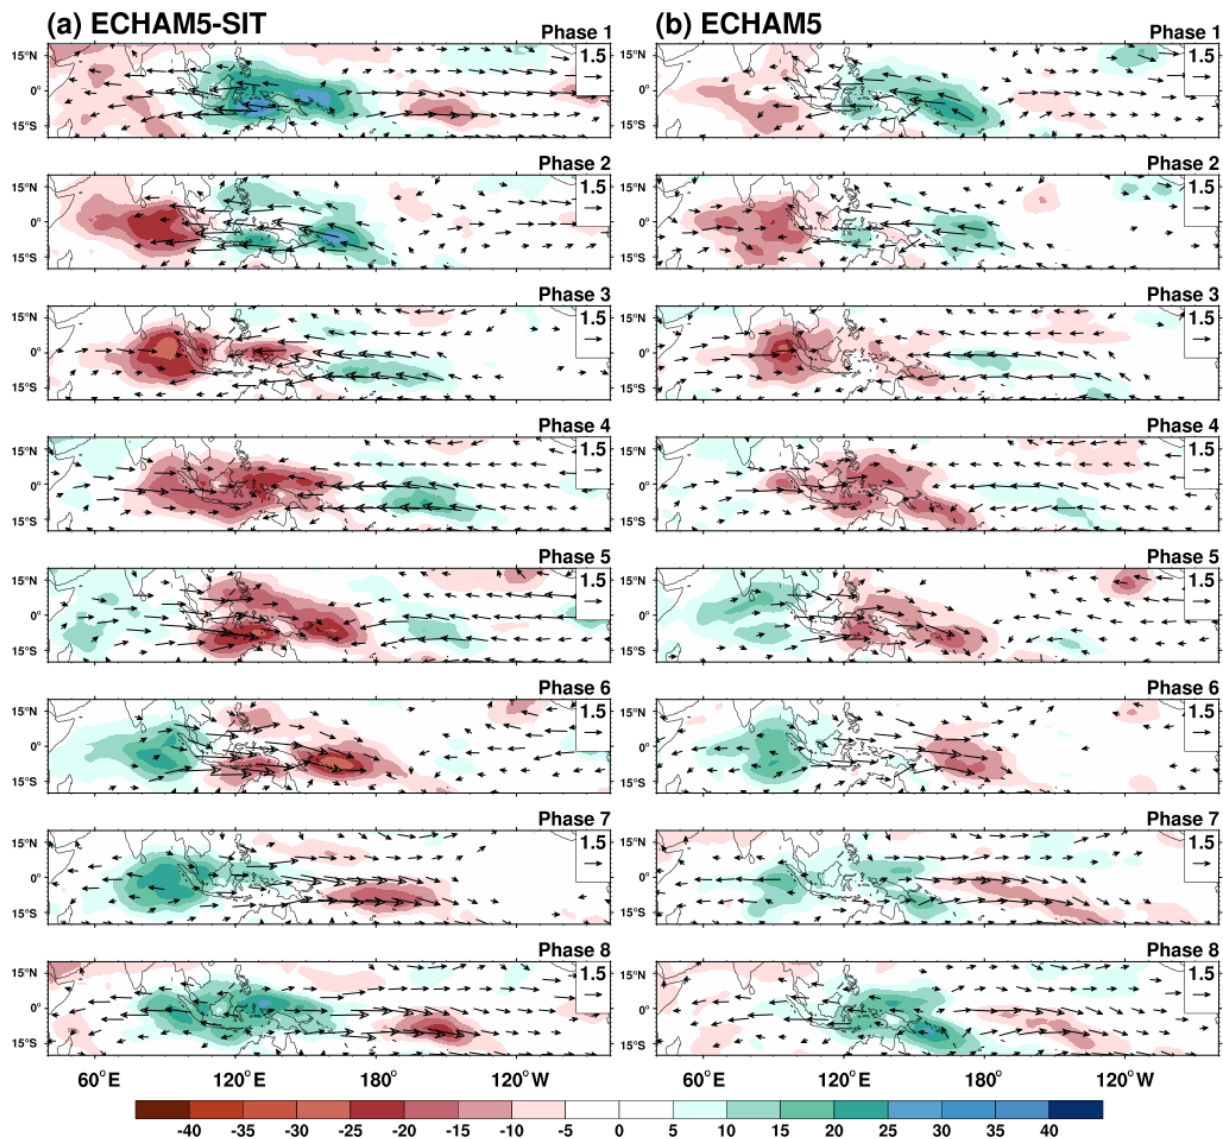 (a) ECHAM5-SIT (b) ECHAM5
Phase 1 Phase 1
15°N 1.5 15°N 1.5
0° 0°
15°S 15°S
Phase 2 Phase 2
15°N 1.5 15°N 1.5
0° 0°
15°S 15°S
Phase 3 Phase 3
15°N 1.5 15°N 1.5
0° 0°
15°S 15°S
Phase 4 Phase 4
15°N 1.5 15°N 1.5
0° 0°
15°S 15°S
Phase 5 Phase 5
15°N 1.5 15°N 1.5
0° 0°
15°S 15°S
Phase 6 Phase 6
15°N 1.5 15°N 1.5
0° 0°
15°S 15°S
Phase 7 Phase 7
15°N 1.5 15°N 1.5
0° 0°
15°S 15°S
Phase 8 Phase 8
15°N 1.5 15°N 1.5
0° 0°
15°S 15°S
60°E 120°E 180° 120°W 60°E 120°E 180° 120°W
-40 -35 -30 -25 -20 -15 -10 -5 0 5 10 15 20 25 30 35 40